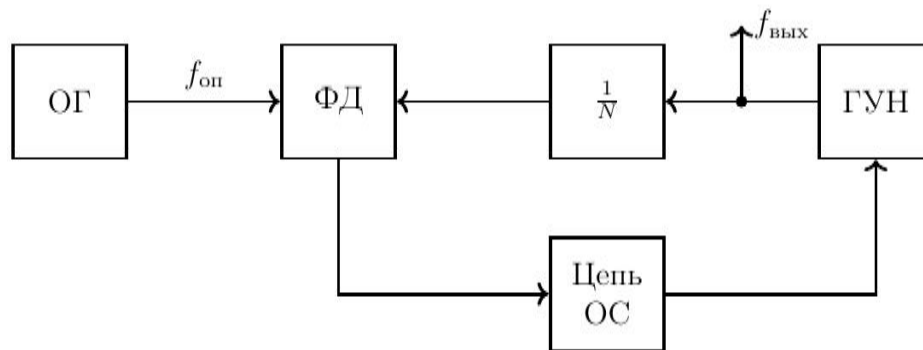 f_вых
f_оп
ОГ
ФД
1/N
ГУН
Цепь
ОС